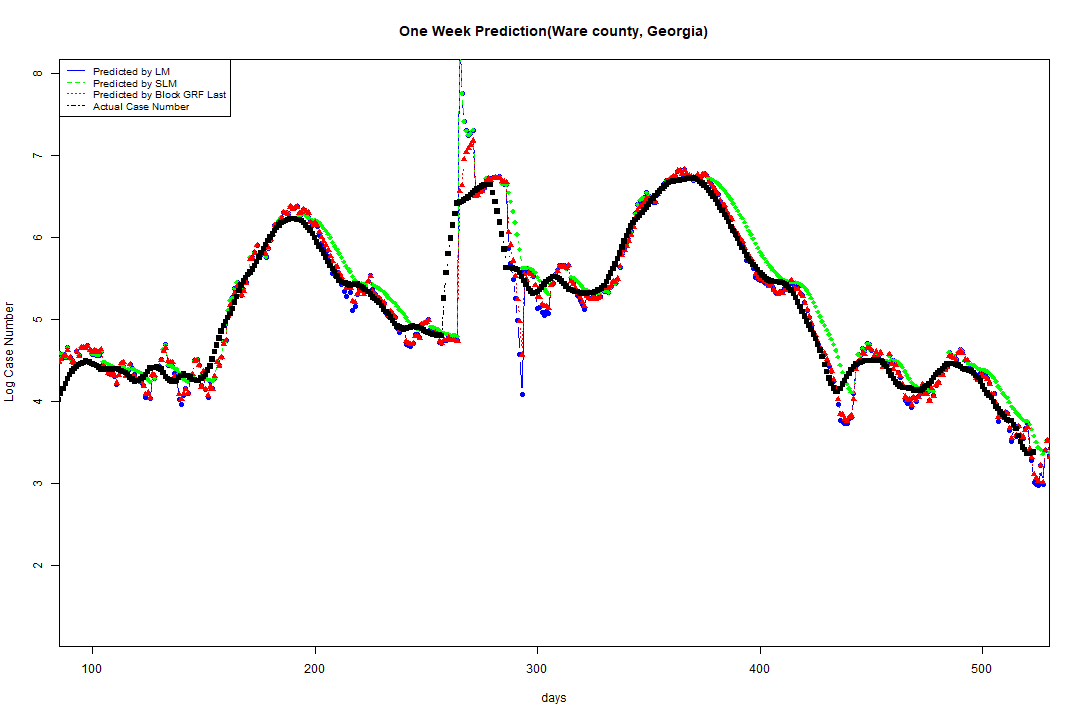 One Week Prediction(Ware county, Georgia)
Predicted by LM
Predicted by SLM
Predicted by Block GRF Last
Actual Case Number
8
7
6
5
4
3
2
Log Case Number
100 200 300 400 500
days